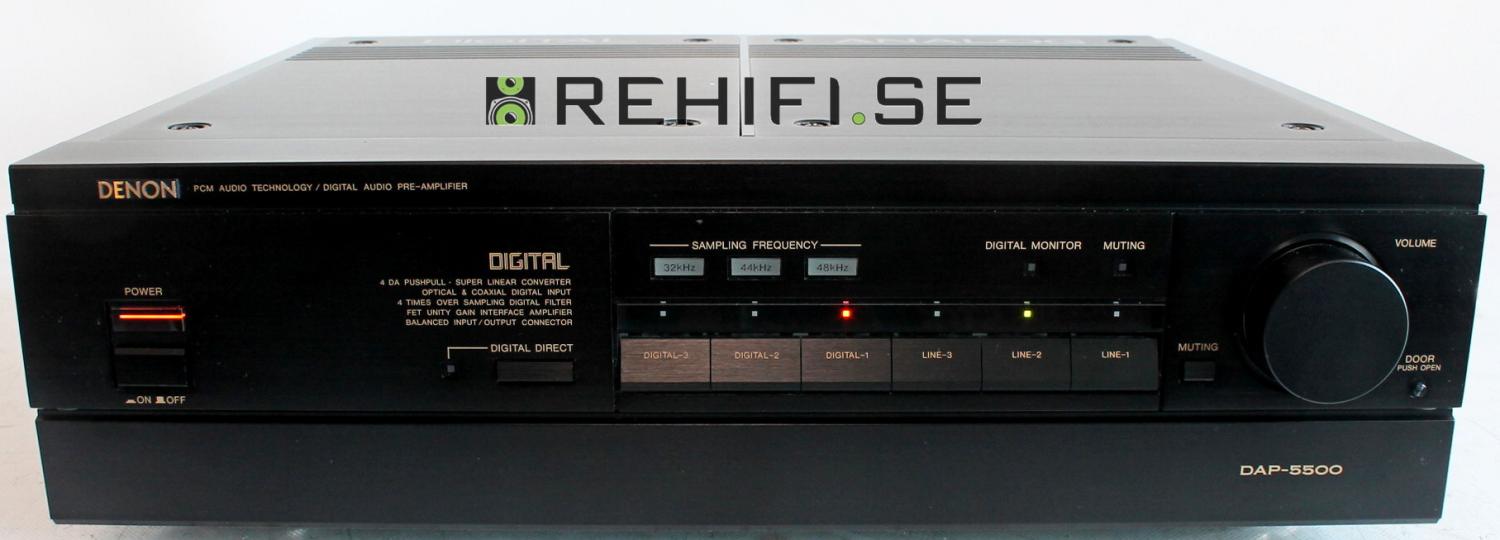 DIGITAL
ANALOG
REHIFI.SE
DENON PCM AUDIO TECHNOLOGY / DIGITAL AUDIO PRE-AMPLIFIER
DIGITAL
4 DA PUSHPULL - SUPER LINEAR CONVERTER
OPTICAL & COAXIAL DIGITAL INPUT
4 TIMES OVER SAMPLING DIGITAL FILTER
FET UNITY GAIN INTERFACE AMPLIFIER
BALANCED INPUT/OUTPUT CONNECTOR
POWER
ON OFF
DIGITAL DIRECT
SAMPLING FREQUENCY
32kHz 44kHz 48kHz
DIGITAL MONITOR MUTING
DIGITAL-3 DIGITAL-2 DIGITAL-1 LINE-3 LINE-2 LINE-1
VOLUME
MUTING
DOOR
PUSH OPEN
DAP-5500